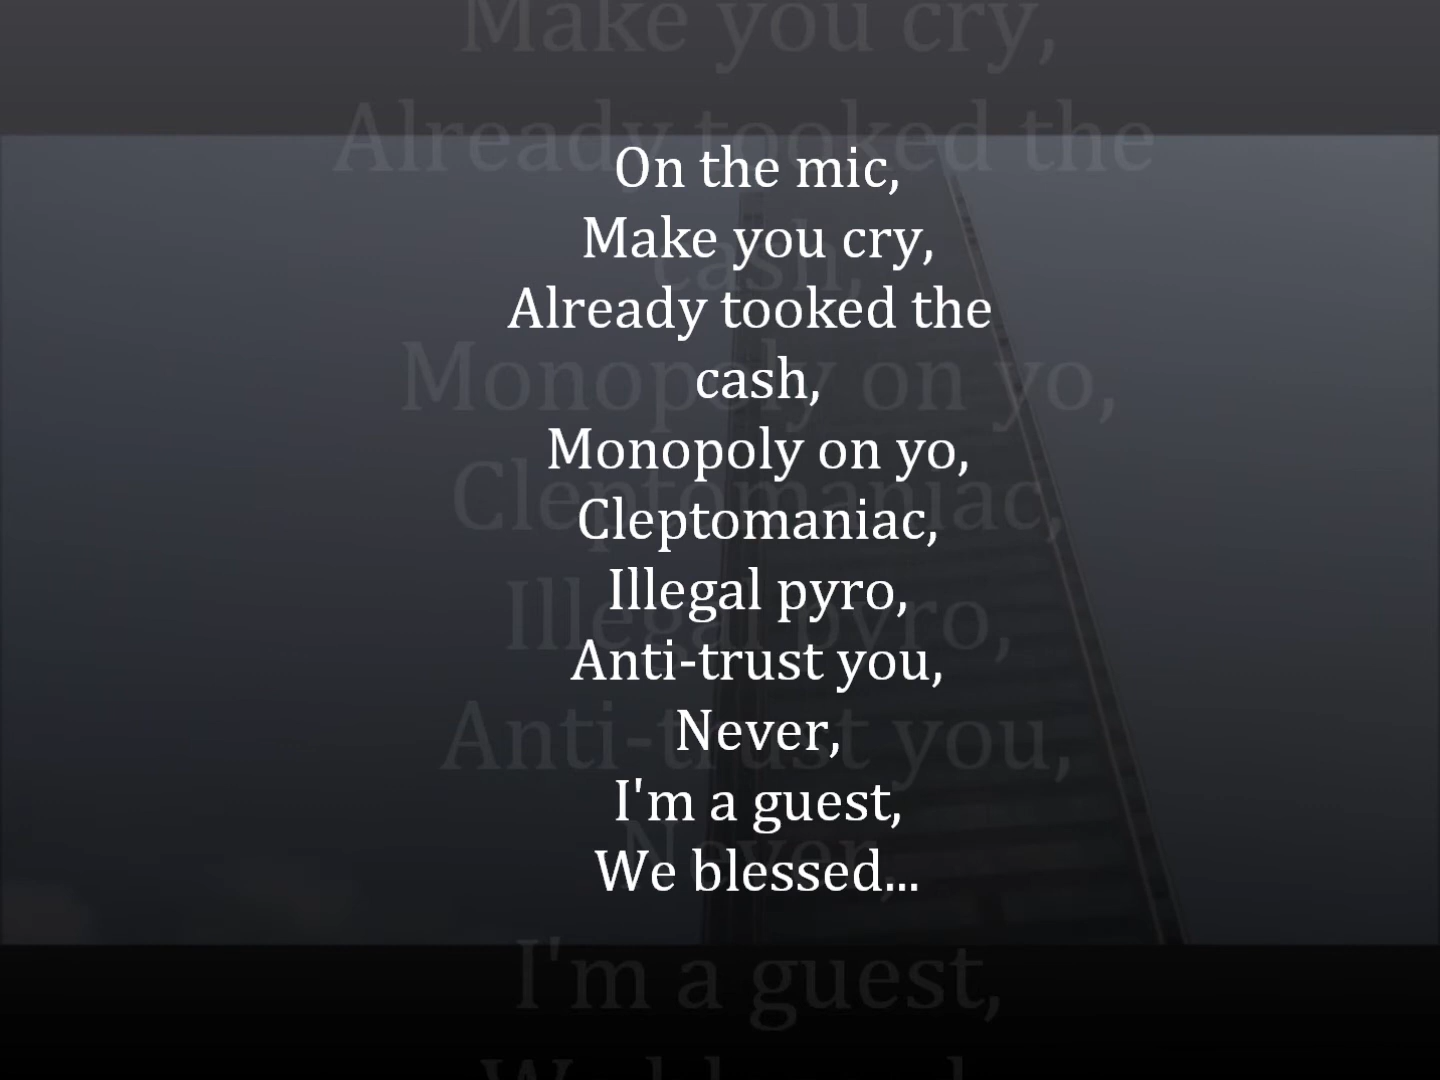 On the mic,
Make you cry,
Already tooked the
cash,
Monopoly on yo,
Cleptomaniac,
Illegal pyro,
Anti-trust you,
Never,
I'm a guest,
We blessed...